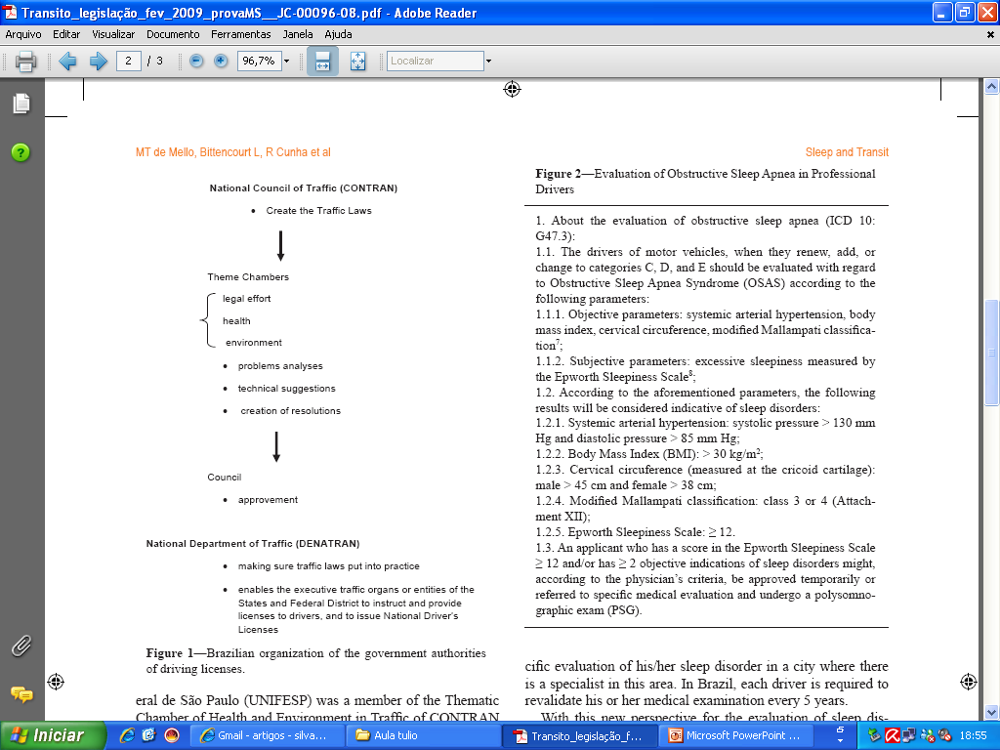 Transito_legislação_fev_2009_provaMS__JC-00096-08.pdf - Adobe Reader
Arquivo Editar Visualizar Documento Ferramentas Janela Ajuda
2 / 3 96,7% Localizar
MT de Mello, Bittencourt L, R Cunha et al
National Council of Traffic (CONTRAN)
• Create the Traffic Laws
Theme Chambers
legal effort
health
environment
• problems analyses
• technical suggestions
• creation of resolutions
Council
• approvement
National Department of Traffic (DENATRAN)
• making sure traffic laws put into practice
• enables the executive traffic organs or entities of the
States and Federal District to instruct and provide
licenses to drivers, and to issue National Driver's
Licenses
Figure 1—Brazilian organization of the government authorities
of driving licenses.
eral de São Paulo (UNIFESP) was a member of the Thematic
Chamber of Health and Environment in Traffic of CONTRAN
Sleep and Transit
Figure 2—Evaluation of Obstructive Sleep Apnea in Professional
Drivers
1. About the evaluation of obstructive sleep apnea (ICD 10:
G47.3):
1.1. The drivers of motor vehicles, when they renew, add, or
change to categories C, D, and E should be evaluated with regard
to Obstructive Sleep Apnea Syndrome (OSAS) according to the
following parameters:
1.1.1. Objective parameters: systemic arterial hypertension, body
mass index, cervical circuference, modified Mallampati classifica-
tion⁷;
1.1.2. Subjective parameters: excessive sleepiness measured by
the Epworth Sleepiness Scale⁸;
1.2. According to the aforementioned parameters, the following
results will be considered indicative of sleep disorders:
1.2.1. Systemic arterial hypertension: systolic pressure > 130 mm
Hg and diastolic pressure > 85 mm Hg;
1.2.2. Body Mass Index (BMI): > 30 kg/m²;
1.2.3. Cervical circuference (measured at the cricoid cartilage):
male > 45 cm and female > 38 cm;
1.2.4. Modified Mallampati classification: class 3 or 4 (Attach-
ment XII);
1.2.5. Epworth Sleepiness Scale: ≥ 12.
1.3. An applicant who has a score in the Epworth Sleepiness Scale
≥ 12 and/or has ≥ 2 objective indications of sleep disorders might,
according to the physician's criteria, be approved temporarily or
referred to specific medical evaluation and undergo a polysomno-
graphic exam (PSG).
cific evaluation of his/her sleep disorder in a city where there
is a specialist in this area. In Brazil, each driver is required to
revalidate his or her medical examination every 5 years.
With this new perspective for the evaluation of sleep dis-
Iniciar Gmail - artigos - silva... Aula tulio Transito_legislação_f... Microsoft PowerPoint ... 5 18:55